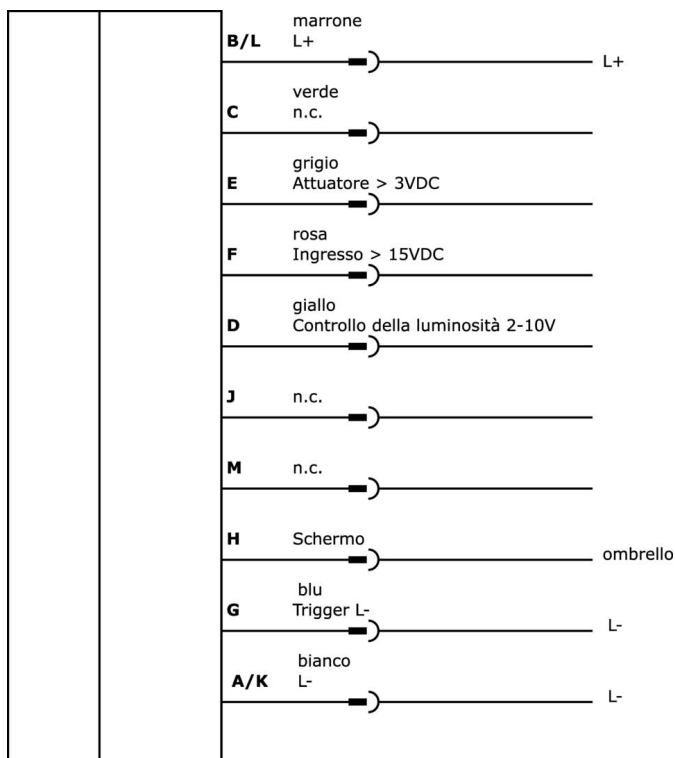 marrone
B/L L+
L+
verde
C n.c.
grigio
E Attuatore > 3VDC
rosa
F Ingresso > 15VDC
giallo
D Controllo della luminosità 2-10V
J n.c.
M n.c.
H Schermo
ombrello
blu
G Trigger L-
L-
bianco
A/K L-
L-